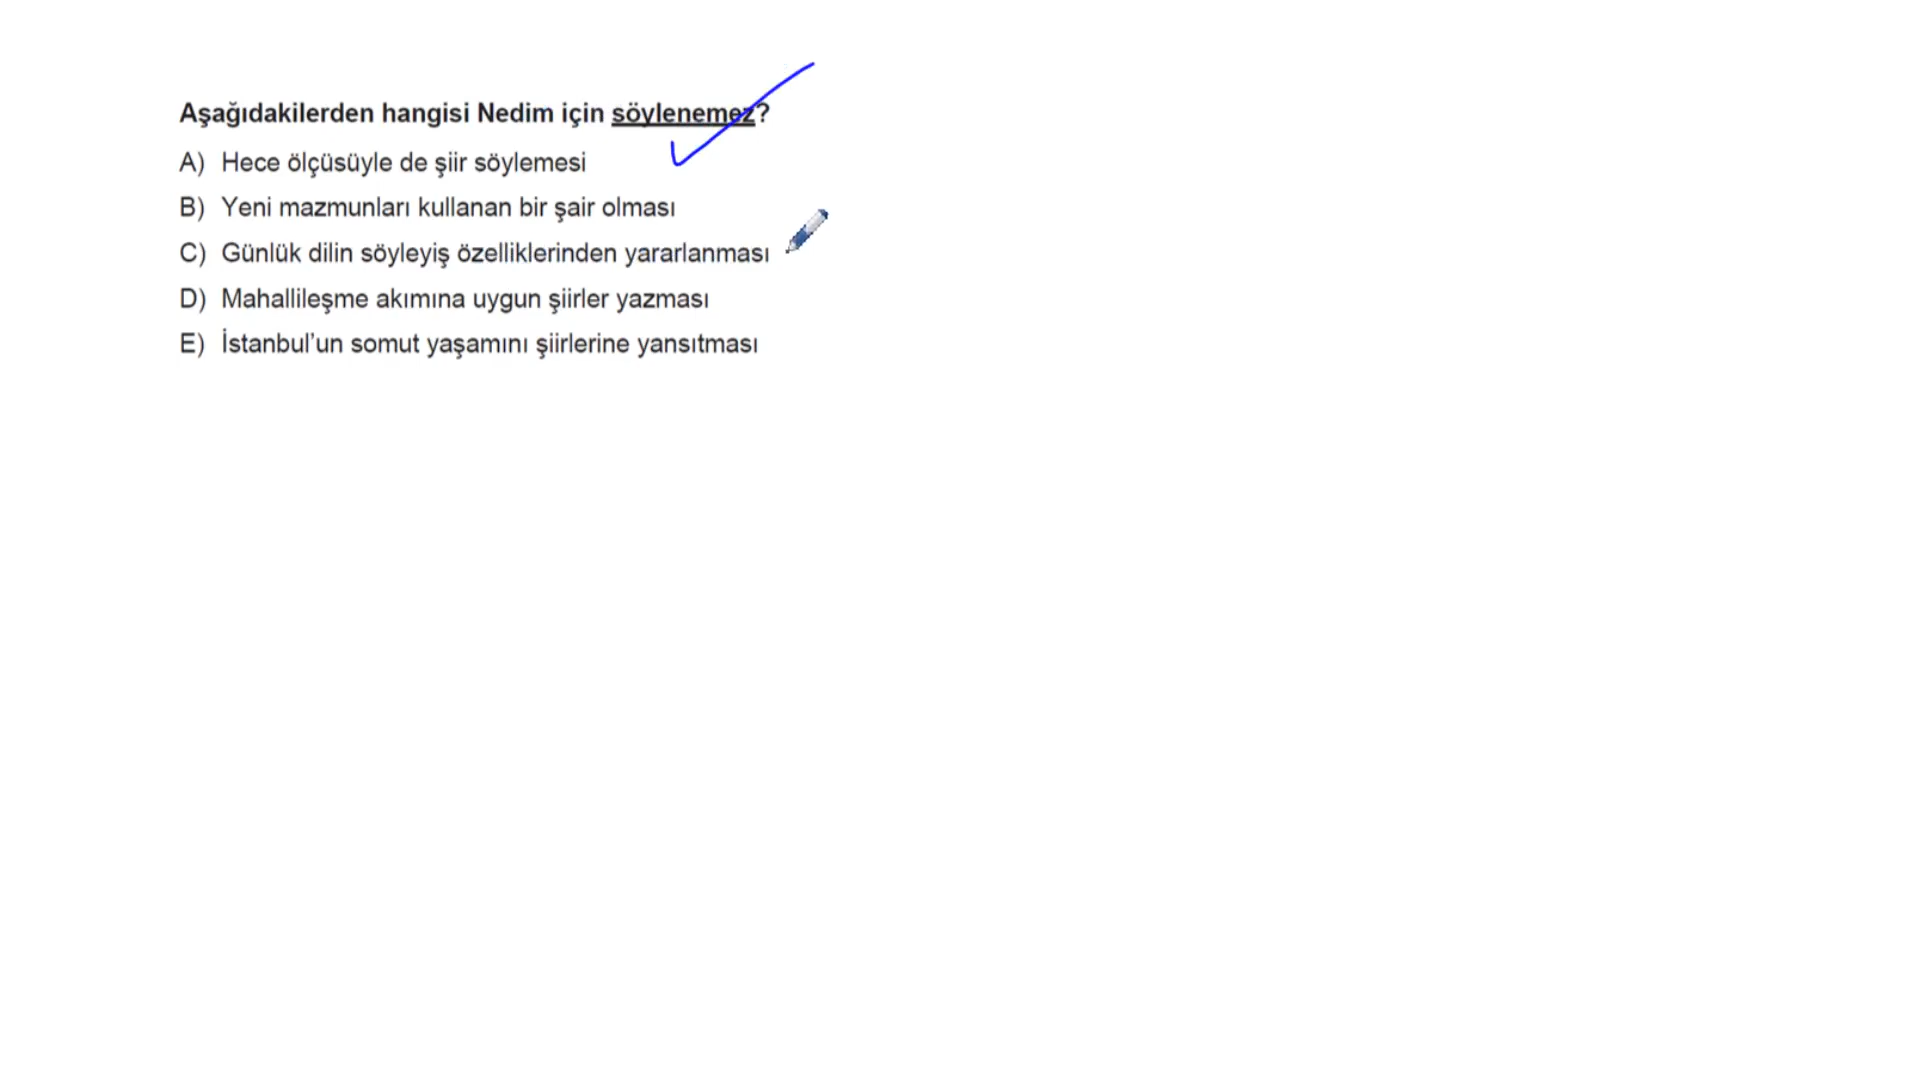 Aşağıdakilerden hangisi Nedim için söylenemez?
A) Hece ölçüsüyle de şiir söylemesi
B) Yeni mazmunları kullanan bir şair olması
C) Günlük dilin söyleyiş özelliklerinden yararlanması
D) Mahallileşme akımına uygun şiirler yazması
E) İstanbul’un somut yaşamını şiirlerine yansıtması